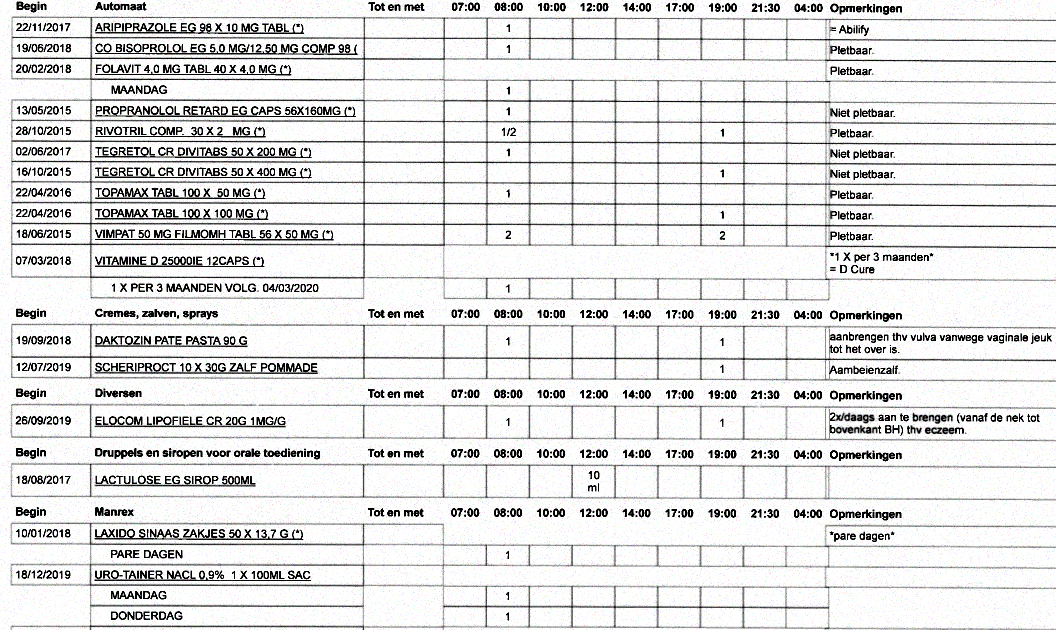 Begin Automaat Tot en met 07:00 08:00 12:00 14:00 17:00 19:00 21:30 04:00 Opmerkingen
22/11/2017 ARIPIPRAZOLE EG 98 X 10 MG TABL (*) 1 = Abilify
19/06/2018 CO BISOPROLOL EG 5,0 MG/12,50 MG COMP 98 ( 1 Pletbaar.
20/02/2018 FOLAVIT 4,0 MG TABL 40 X 4,0 MG (*) Pletbaar.
MAANDAG 1
13/05/2015 PROPRANOLOL RETARD EG CAPS 56X160MG (*) 1 Niet pletbaar.
28/10/2015 RIVOTRIL COMP. 30 X 2 MG (*) 1/2 1 Pletbaar.
02/06/2017 TEGRETOL CR DIVITABS 50 X 200 MG (*) 1 Niet pletbaar.
16/10/2015 TEGRETOL CR DIVITABS 50 X 400 MG (*) 1 Niet pletbaar.
22/04/2016 TOPAMAX TABL 100 X 50 MG (*) 1 Pletbaar.
22/04/2016 TOPAMAX TABL 100 X 100 MG (*) 1 Pletbaar.
18/06/2015 VIMPAT 50 MG FILMOMH TABL 56 X 50 MG (*) 2 2 Pletbaar.
07/03/2018 VITAMINE D 25000IE 12CAPS (*) *1 X per 3 maanden*
= D Cure
1 X PER 3 MAANDEN VOLG. 04/03/2020 1
Begin Cremes, zalven, sprays Tot en met 07:00 08:00 12:00 14:00 17:00 19:00 21:30 04:00 Opmerkingen
19/09/2018 DAKTOZIN PATE PASTA 90 G 1 1 aanbrengen thv vulva vanwege vaginale jeuk
tot het over is.
12/07/2019 SCHERIPROCT 10 X 30G ZALF POMMADE 1 Aambeienzalf.
Begin Diversen Tot en met 07:00 08:00 12:00 14:00 17:00 19:00 21:30 04:00 Opmerkingen
26/09/2019 ELOCOM LIPOFIELE CR 20G 1MG/G 1 1 2x/daags aan te brengen (vanaf de nek tot
bovenkant BH) thv eczeem.
Begin Druppels en siropen voor orale toediening Tot en met 07:00 08:00 12:00 14:00 17:00 19:00 21:30 04:00 Opmerkingen
18/08/2017 LACTULOSE EG SIROP 500ML 10
ml
Begin Manrex Tot en met 07:00 08:00 12:00 14:00 17:00 19:00 21:30 04:00 Opmerkingen
10/01/2018 LAXIDO SINAAS ZAKJES 50 X 13,7 G (*) *pare dagen*
PARE DAGEN 1
18/12/2019 URO-TAINER NACL 0,9% 1 X 100ML SAC
MAANDAG 1
DONDERDAG 1